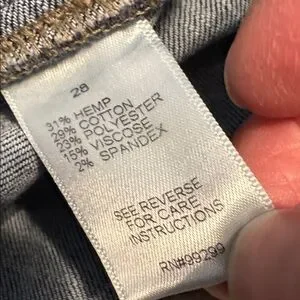 28
31% HEMP
29% COTTON
23% POLYESTER
15% VISCOSE
2% SPANDEX
SEE REVERSE
FOR CARE
INSTRUCTIONS
RN#99299